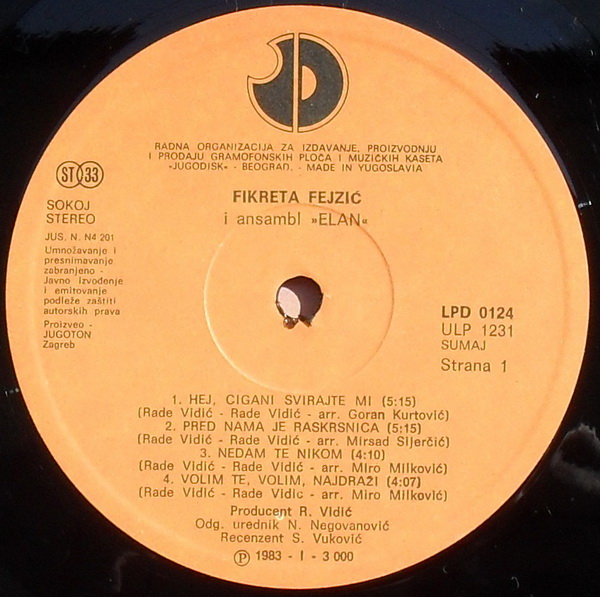 RADNA ORGANIZACIJA ZA IZDAVANJE, PROIZVODNJU
I PRODAJU GRAMOFONSKIH PLOČA I MUZIČKIH KASETA
»JUGODISK« - BEOGRAD. - MADE IN YUGOSLAVIA
ST 33
FIKRETA FEJZIĆ
i ansambl »ELAN«
SOKOJ
STEREO
JUS. N. N4 201
Umnožavanje i
presnimavanje
zabranjeno -
Javno izvođenje
i emitovanje
podleže zaštiti
autorskih prava
Proizveo -
JUGOTON
Zagreb
LPD 0124
ULP 1231
SUMAJ
Strana 1
1. HEJ, CIGANI SVIRAJTE MI (5:15)
(Rade Vidić - Rade Vidić - arr. Goran Kurtović)
2. PRED NAMA JE RASKRSNICA (5:15)
(Rade Vidić - Rade Vidić - arr. Mirsad Sljerčić)
3. NEDAM TE NIKOM (4:10)
(Rade Vidić - Rade Vidić - arr. Miro Milković)
4. VOLIM TE, VOLIM, NAJDRAŽI (4:07)
(Rade Vidić - Rade Vidić - arr. Miro Milković)
Producent R. Vidić
Odg. urednik N. Negovanović
Recenzent S. Vuković
Ⓟ 1983 - I - 3 000